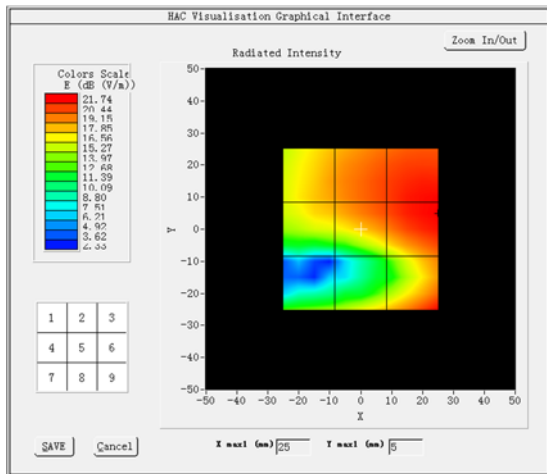 HAC Visualisation Graphical Interface
Zoom In/Out
Radiated Intensity
Colors Scale
E (dB (V/m))
21.74
20.44
19.15
17.85
16.56
15.27
13.97
12.68
11.39
10.09
8.80
7.51
6.21
4.92
3.62
2.33
50
40
30
20
10
0
-10
-20
-30
-40
-50
Y
-50 -40 -30 -20 -10 0 10 20 30 40 50
X
1 2 3
4 5 6
7 8 9
SAVE Cancel
X max1 (mm) 25 Y max1 (mm) 5